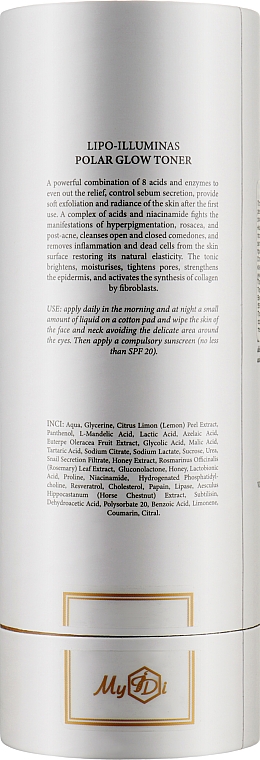 LIPO-ILLUMINAS
POLAR GLOW TONER
A powerful combination of 8 acids and enzymes to
even out the relief, control sebum secretion, provide
soft exfoliation and radiance of the skin after the first
use. A complex of acids and niacinamide fights the
manifestations of hyperpigmentation, rosacea, and
post-acne, cleanses open and closed comedones, and
removes inflammation and dead cells from the skin
surface restoring its natural elasticity. The tonic
brightens, moisturises, tightens pores, strengthens
the epidermis, and activates the synthesis of collagen
by fibroblasts.
USE: apply daily in the morning and at night a small
amount of liquid on a cotton pad and wipe the skin of
the face and neck avoiding the delicate area around
the eyes. Then apply a compulsory sunscreen (no less
than SPF 20).
INCI: Aqua, Glycerine, Citrus Limon (Lemon) Peel Extract,
Panthenol, L-Mandelic Acid, Lactic Acid, Azelaic Acid,
Euterpe Oleracea Fruit Extract, Glycolic Acid, Malic Acid,
Tartaric Acid, Sodium Citrate, Sodium Lactate, Sucrose, Urea,
Snail Secretion Filtrate, Honey Extract, Rosmarinus Officinalis
(Rosemary) Leaf Extract, Gluconolactone, Honey, Lactobionic
Acid, Proline, Niacinamide, Hydrogenated Phosphatidyl-
choline, Resveratrol, Cholesterol, Papain, Lipase, Aesculus
Hippocastanum (Horse Chestnut) Extract, Subtilisin,
Dehydroacetic Acid, Polysorbate 20, Benzoic Acid, Limonene,
Coumarin, Citral.
MyIDi